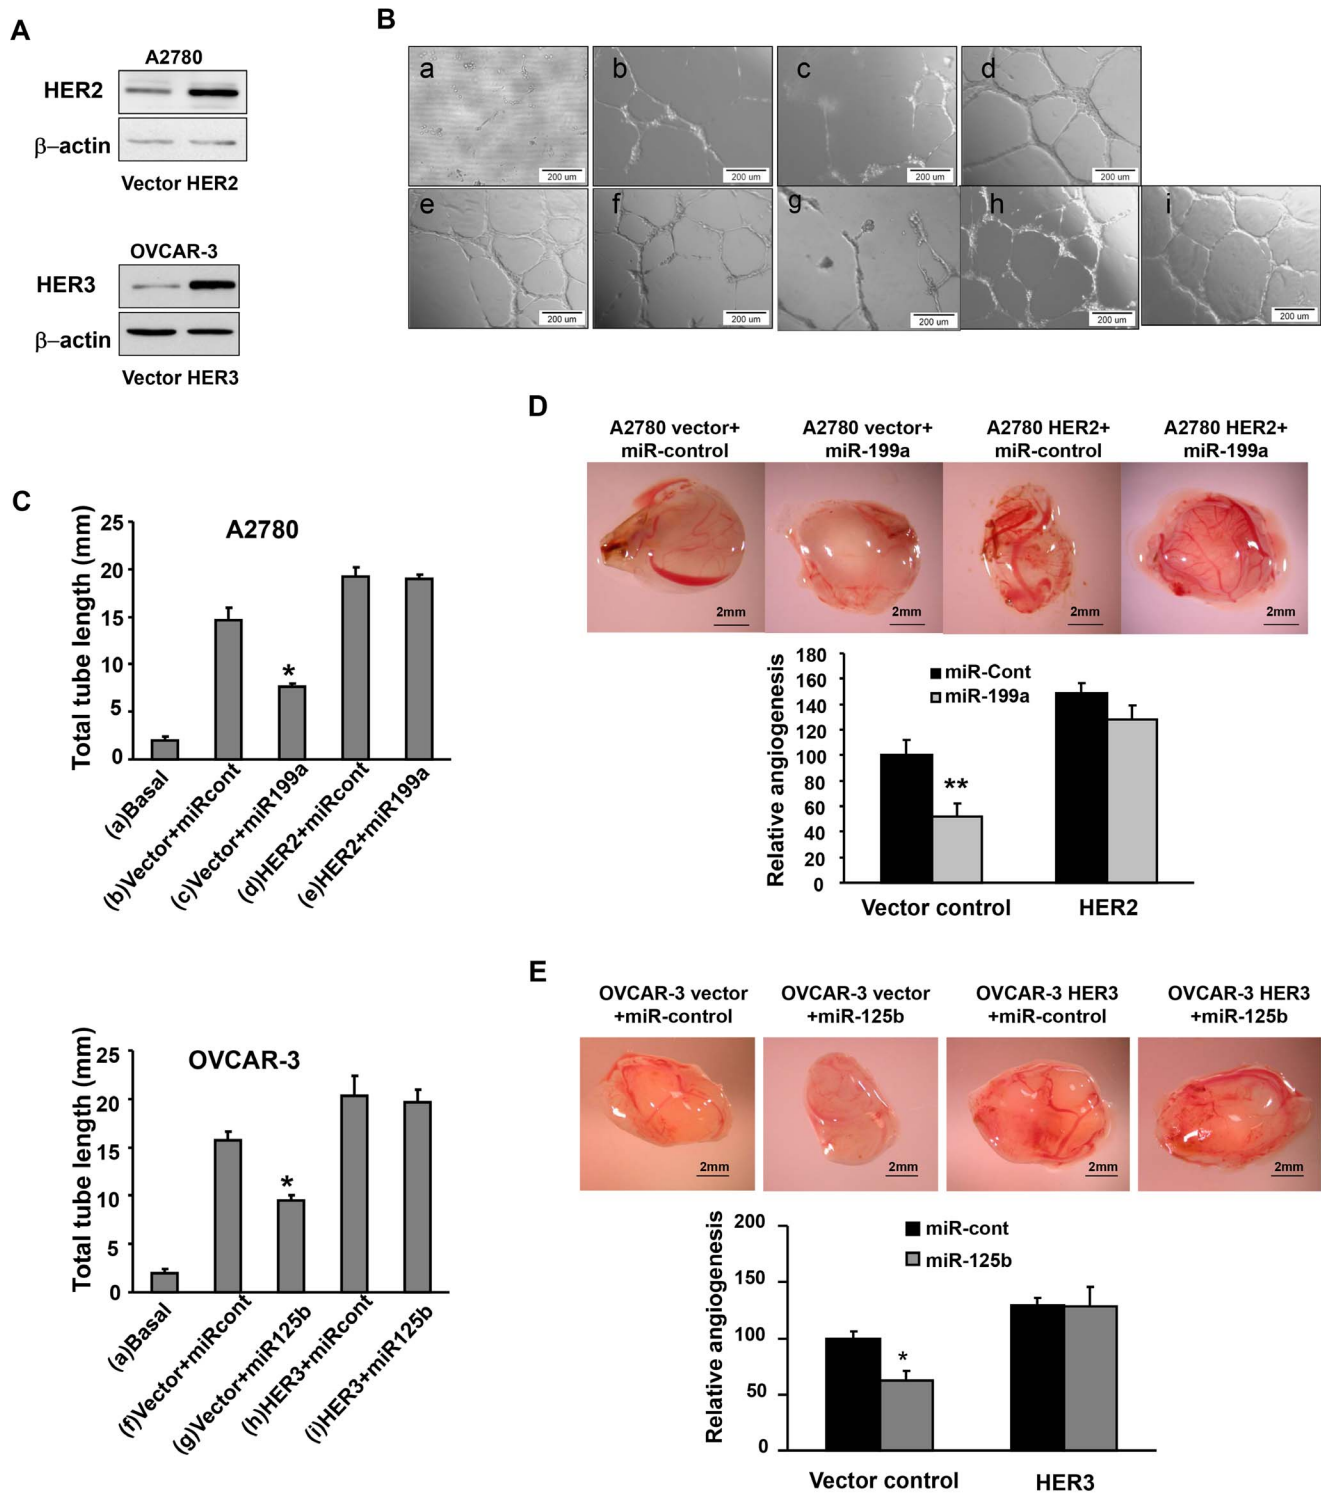 A
A2780
HER2
β–actin
Vector HER2
OVCAR-3
HER3
β–actin
Vector HER3
B
a
b
c
d
200 um
200 um
200 um
200 um
e
f
g
h
i
200 um
200 um
200 um
200 um
200 um
C
Total tube length (mm)
A2780
25
20
15
10
5
0
*
(a)Basal
(b)Vector+miRcont
(c)Vector+miR199a
(d)HER2+miRcont
(e)HER2+miR199a
Total tube length (mm)
OVCAR-3
25
20
15
10
5
0
*
(a)Basal
(f)Vector+miRcont
(g)Vector+miR125b
(h)HER3+miRcont
(i)HER3+miR125b
D
A2780 vector+
miR-control
A2780 vector+
miR-199a
A2780 HER2+
miR-control
A2780 HER2+
miR-199a
2mm
2mm
2mm
2mm
Relative angiogenesis
180
160
140
120
100
80
60
40
20
0
miR-Cont
miR-199a
**
Vector control
HER2
E
OVCAR-3 vector
+miR-control
OVCAR-3 vector
+miR-125b
OVCAR-3 HER3
+miR-control
OVCAR-3 HER3
+miR-125b
2mm
2mm
2mm
2mm
Relative angiogenesis
200
150
100
50
0
miR-cont
miR-125b
*
Vector control
HER3